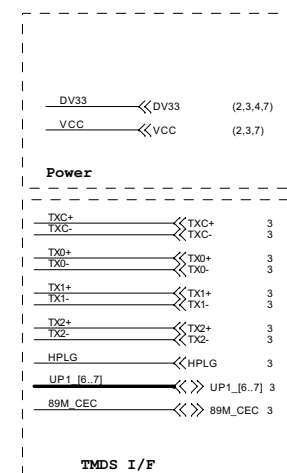 DV33 DV33 (2,3,4,7)
VCC VCC (2,3,7)
Power
TXC+ TXC+ 3
TXC- TXC- 3
TX0+ TX0+ 3
TX0- TX0- 3
TX1+ TX1+ 3
TX1- TX1- 3
TX2+ TX2+ 3
TX2- TX2- 3
HPLG HPLG 3
UP1_[6..7] UP1_[6..7] 3
89M_CEC 89M_CEC 3
TMDS I/F